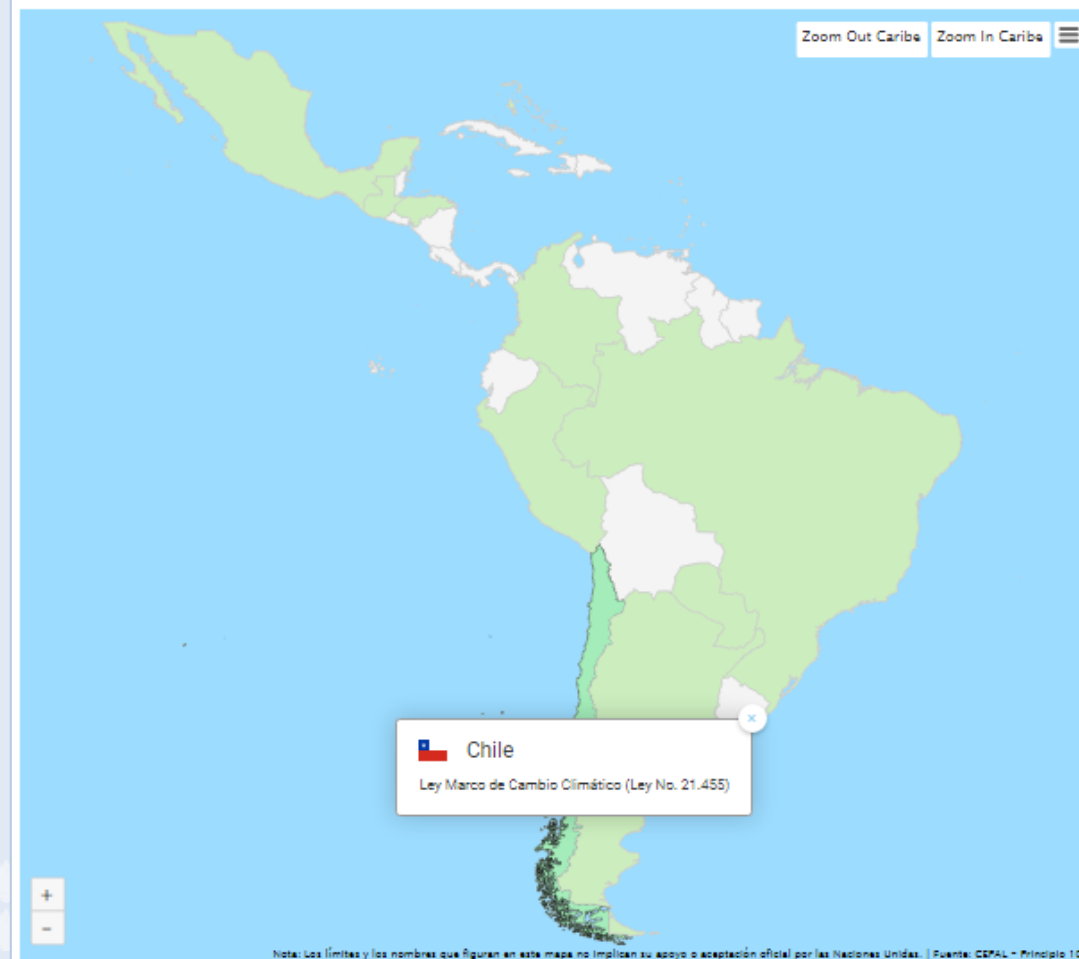 Zoom Out Caribe
Zoom In Caribe
Chile
Ley Marco de Cambio Climático (Ley No. 21.455)
+
−
Nota: Los límites y los nombres que figuran en este mapa no implican su apoyo o aceptación oficial por las Naciones Unidas. | Fuente: CEPAL - Principio 10